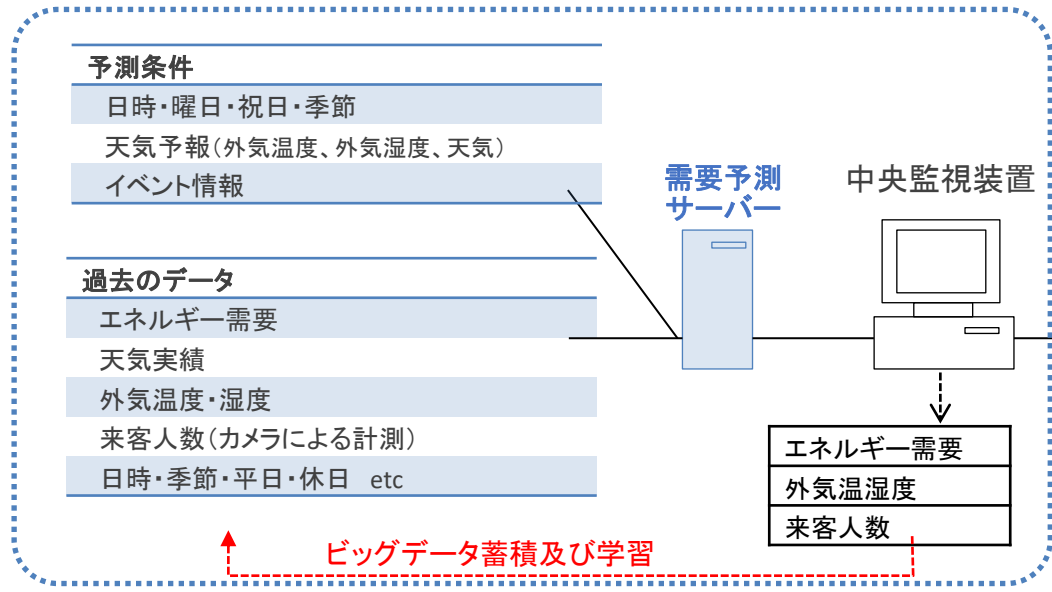 予測条件
日時・曜日・祝日・季節
天気予報(外気温度、外気湿度、天気)
イベント情報
過去のデータ
エネルギー需要
天気実績
外気温度・湿度
来客人数(カメラによる計測)
日時・季節・平日・休日 etc
需要予測
サーバー
中央監視装置
エネルギー需要
外気温湿度
来客人数
ビッグデータ蓄積及び学習